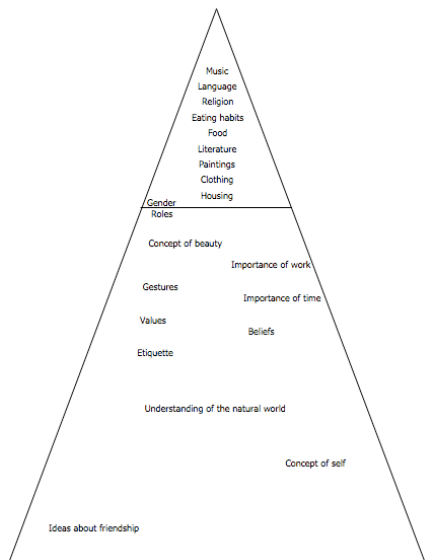 Music
Language
Religion
Eating habits
Food
Literature
Paintings
Clothing
Housing
Gender
Roles
Concept of beauty
Importance of work
Gestures
Importance of time
Values
Beliefs
Etiquette
Understanding of the natural world
Concept of self
Ideas about friendship